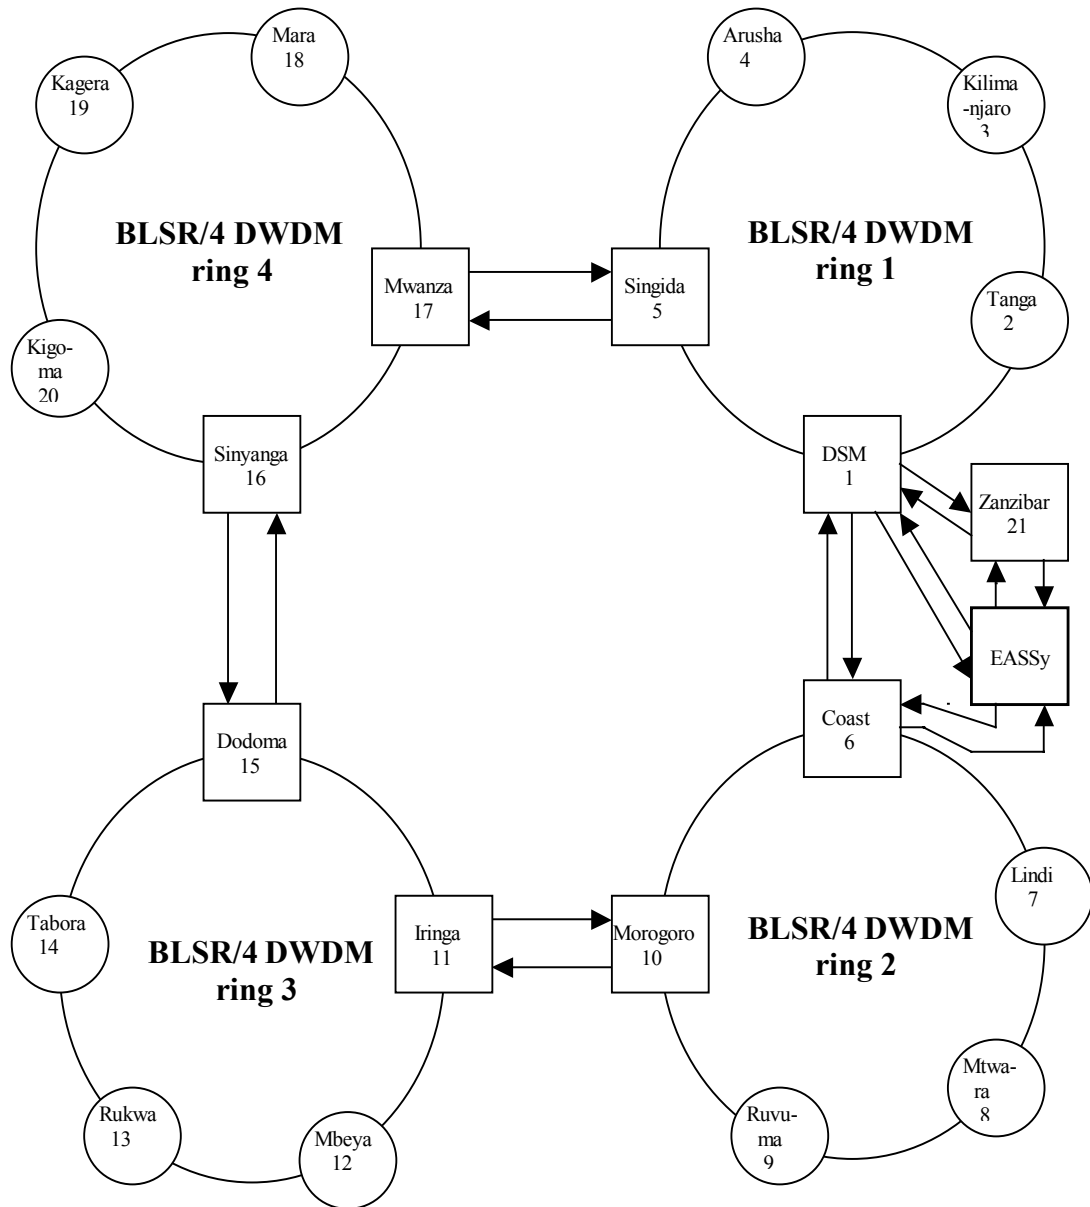 Mara
18
Arusha
4
Kagera
19
Kilima
-njaro
3
BLSR/4 DWDM
ring 4
BLSR/4 DWDM
ring 1
Mwanza
17
Singida
5
Tanga
2
Kigo-
ma
20
Sinyanga
16
DSM
1
Zanzibar
21
EASSy
Dodoma
15
Coast
6
Lindi
7
Tabora
14
BLSR/4 DWDM
ring 3
Iringa
11
Morogoro
10
BLSR/4 DWDM
ring 2
Mtwa-
ra
8
Rukwa
13
Mbeya
12
Ruvu-
ma
9